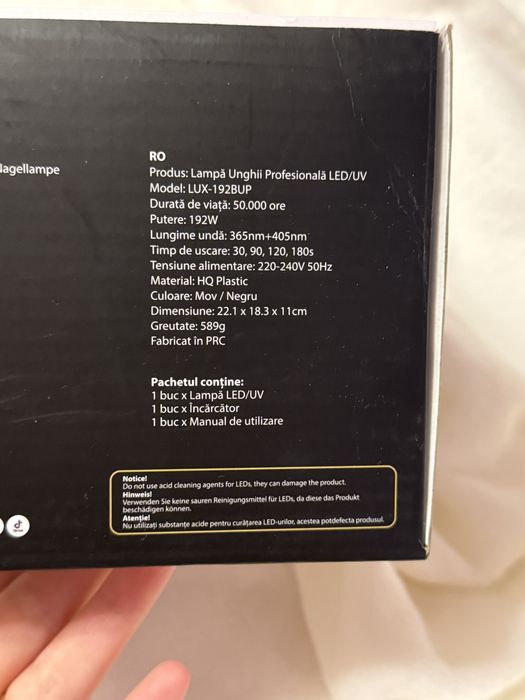 Nagellampe
RO
Produs: Lampă Unghii Profesională LED/UV
Model: LUX-192BUP
Durată de viață: 50.000 ore
Putere: 192W
Lungime undă: 365nm+405nm
Timp de uscare: 30, 90, 120, 180s
Tensiune alimentare: 220-240V 50Hz
Material: HQ Plastic
Culoare: Mov / Negru
Dimensiune: 22.1 x 18.3 x 11cm
Greutate: 589g
Fabricat în PRC
Pachetul conține:
1 buc x Lampă LED/UV
1 buc x Încărcător
1 buc x Manual de utilizare
Notice!
Do not use acid cleaning agents for LEDs, they can damage the product.
Hinweis!
Verwenden Sie keine sauren Reinigungsmittel für LEDs, da diese das Produkt
beschädigen können.
Atenție!
Nu utilizați substanțe acide pentru curățarea LED-urilor, acestea potdefecta produsul.